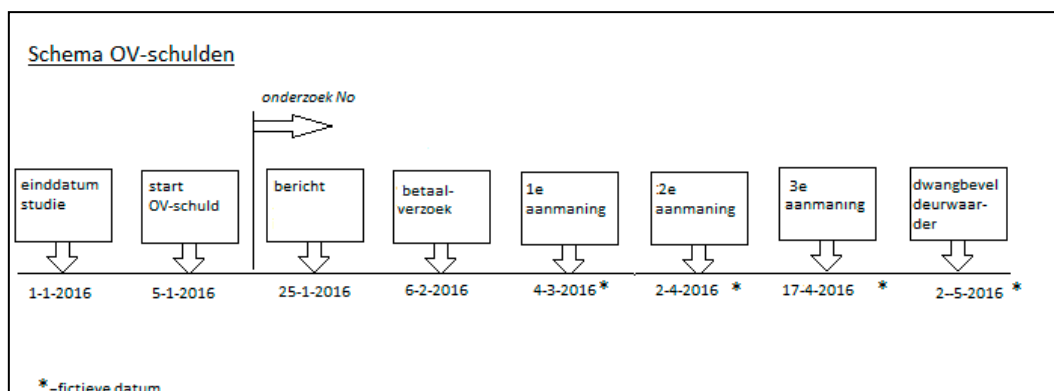 Schema OV-schulden
onderzoek No
einddatum
studie
start
OV-schuld
bericht
betaal-
verzoek
1e
aanmaning
2e
aanmaning
3e
aanmaning
dwangbevel
deurwaar-
der
1-1-2016
5-1-2016
25-1-2016
6-2-2016
4-3-2016 *
2-4-2016 *
17-4-2016 *
2--5-2016 *
* =fictieve datum